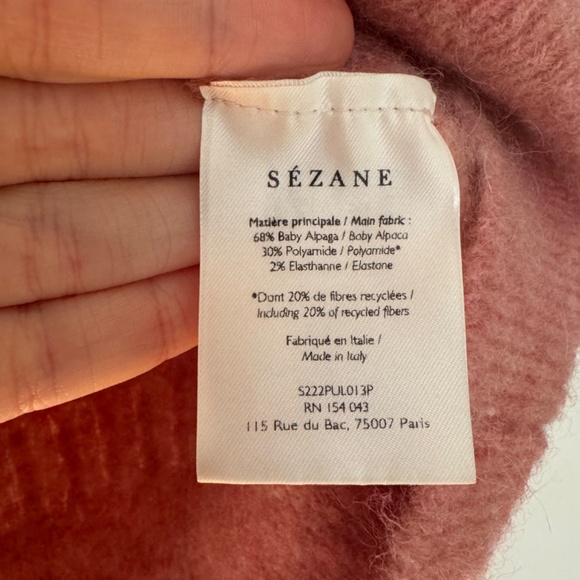 SÉZANE
Matière principale / Main fabric :
68% Baby Alpaga / Baby Alpaca
30% Polyamide / Polyamide*
2% Elasthanne / Elastane
*Dont 20% de fibres recyclées /
Including 20% of recycled fibers
Fabriqué en Italie /
Made in Italy
S222PUL013P
RN 154 043
115 Rue du Bac, 75007 Paris